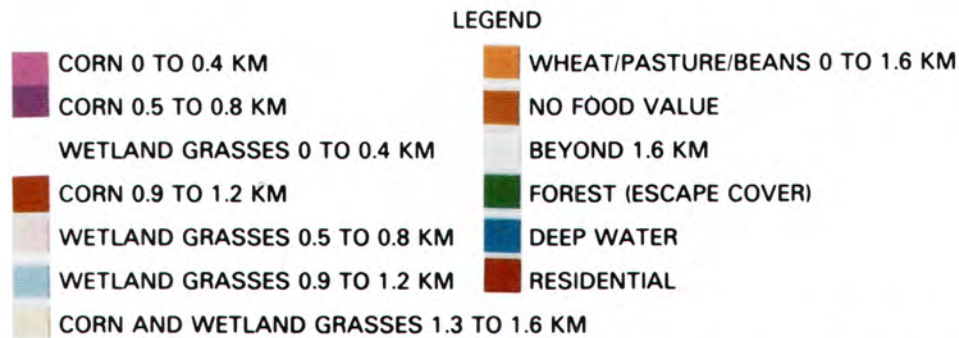 LEGEND
CORN 0 TO 0.4 KM
CORN 0.5 TO 0.8 KM
WETLAND GRASSES 0 TO 0.4 KM
CORN 0.9 TO 1.2 KM
WETLAND GRASSES 0.5 TO 0.8 KM
WETLAND GRASSES 0.9 TO 1.2 KM
CORN AND WETLAND GRASSES 1.3 TO 1.6 KM
WHEAT/PASTURE/BEANS 0 TO 1.6 KM
NO FOOD VALUE
BEYOND 1.6 KM
FOREST (ESCAPE COVER)
DEEP WATER
RESIDENTIAL